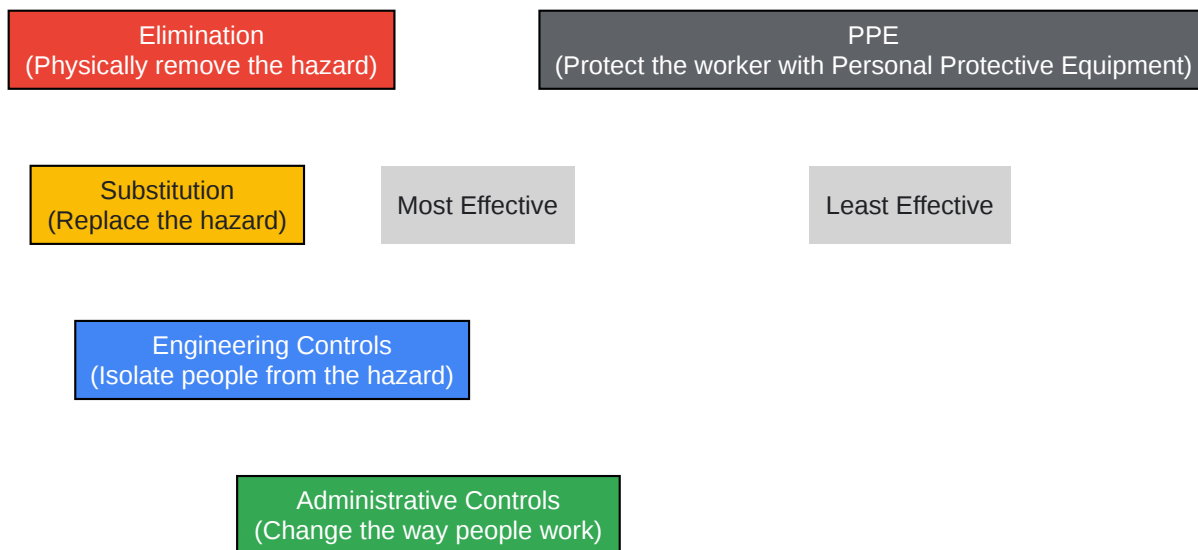 Elimination
(Physically remove the hazard)
PPE
(Protect the worker with Personal Protective Equipment)
Substitution
(Replace the hazard)
Most Effective
Least Effective
Engineering Controls
(Isolate people from the hazard)
Administrative Controls
(Change the way people work)